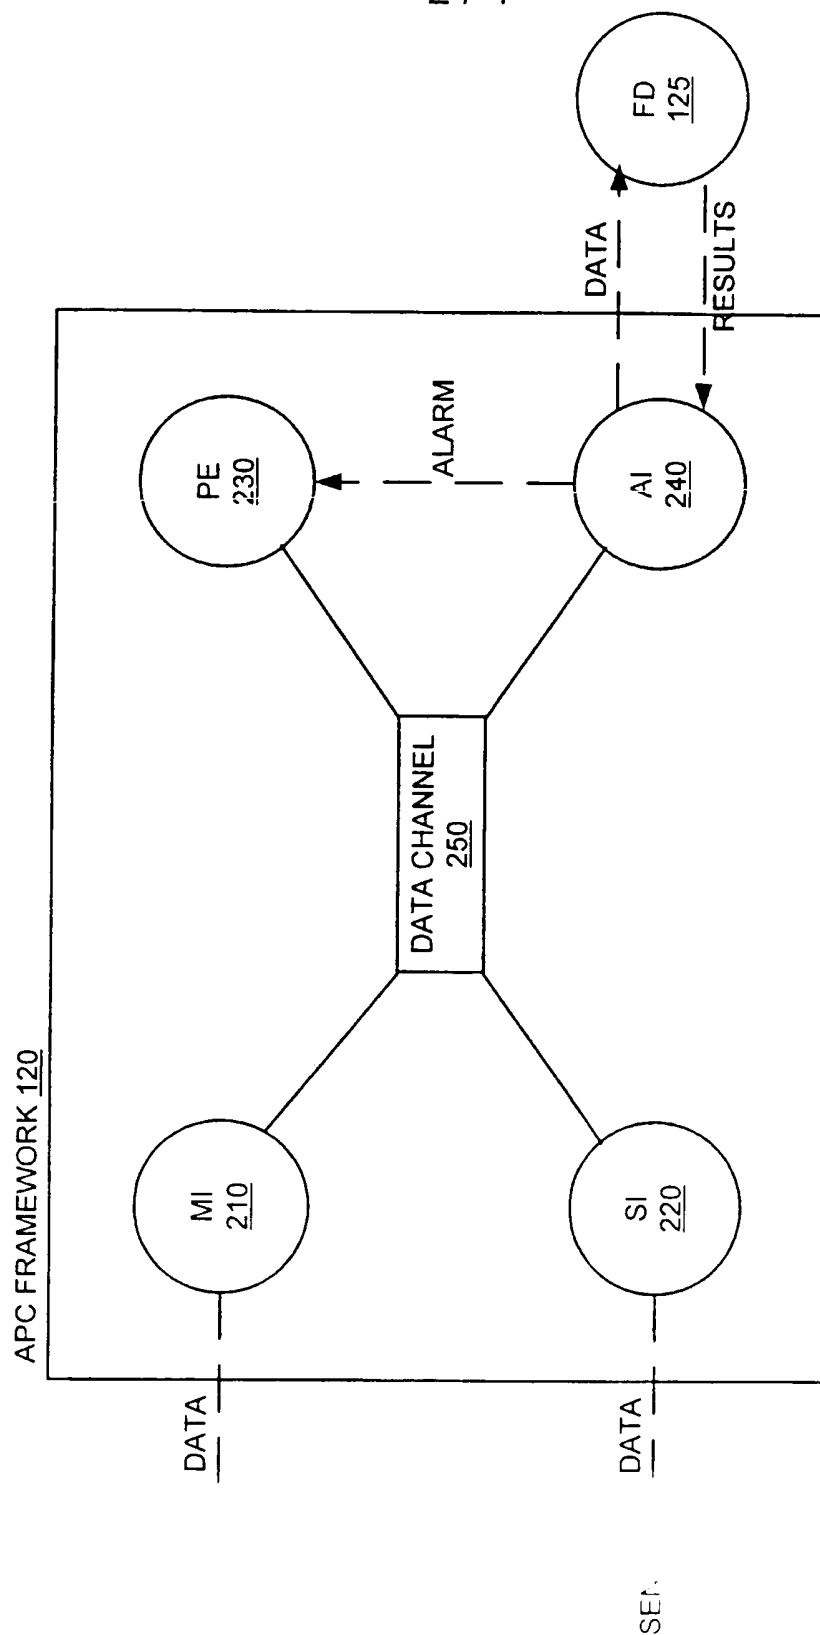 APC FRAMEWORK 120
DATA
MI
210
PE
230
DATA CHANNEL
250
ALARM
DATA
FD
125
RESULTS
DATA
SI
220
AI
240